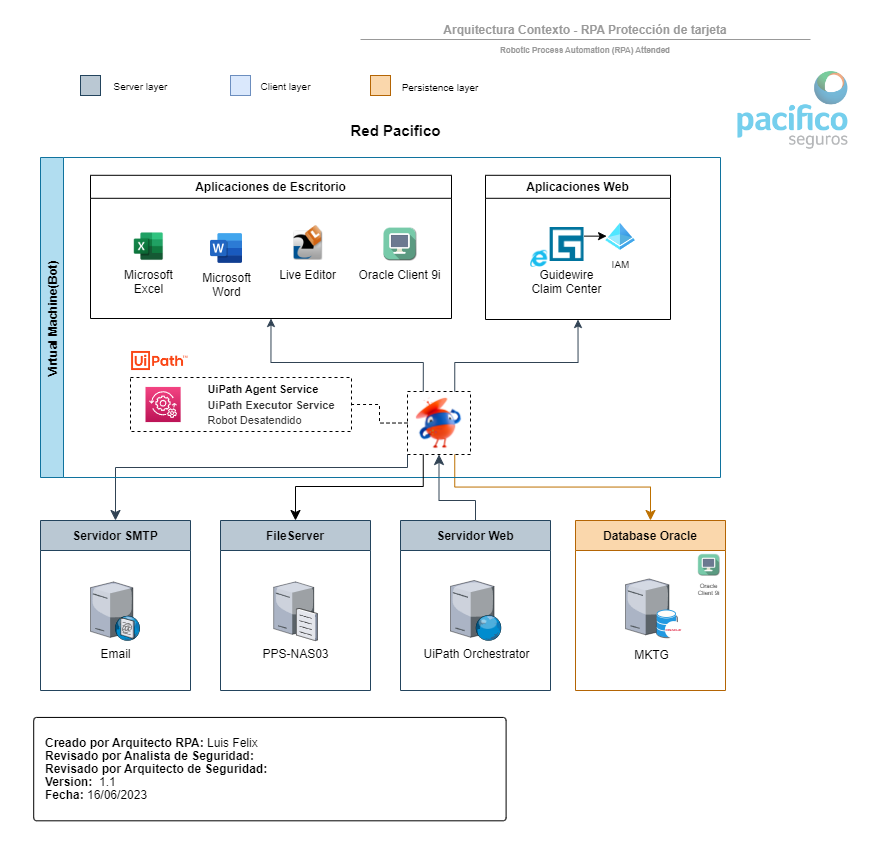 Arquitectura Contexto - RPA Protección de tarjeta
Robotic Process Automation (RPA) Attended
Server layer
Client layer
Persistence layer
pacífico
seguros
Red Pacifico
Virtual Machine(Bot)
Aplicaciones de Escritorio
Aplicaciones Web
Microsoft
Excel
Microsoft
Word
Live Editor
Oracle Client 9i
Guidewire
Claim Center
IAM
UiPath™
UiPath Agent Service
UiPath Executor Service
Robot Desatendido
Servidor SMTP
FileServer
Servidor Web
Database Oracle
Oracle
Client 9i
Email
PPS-NAS03
UiPath Orchestrator
ORACLE
MKTG
Creado por Arquitecto RPA: Luis Felix
Revisado por Analista de Seguridad:
Revisado por Arquitecto de Seguridad:
Version: 1.1
Fecha: 16/06/2023